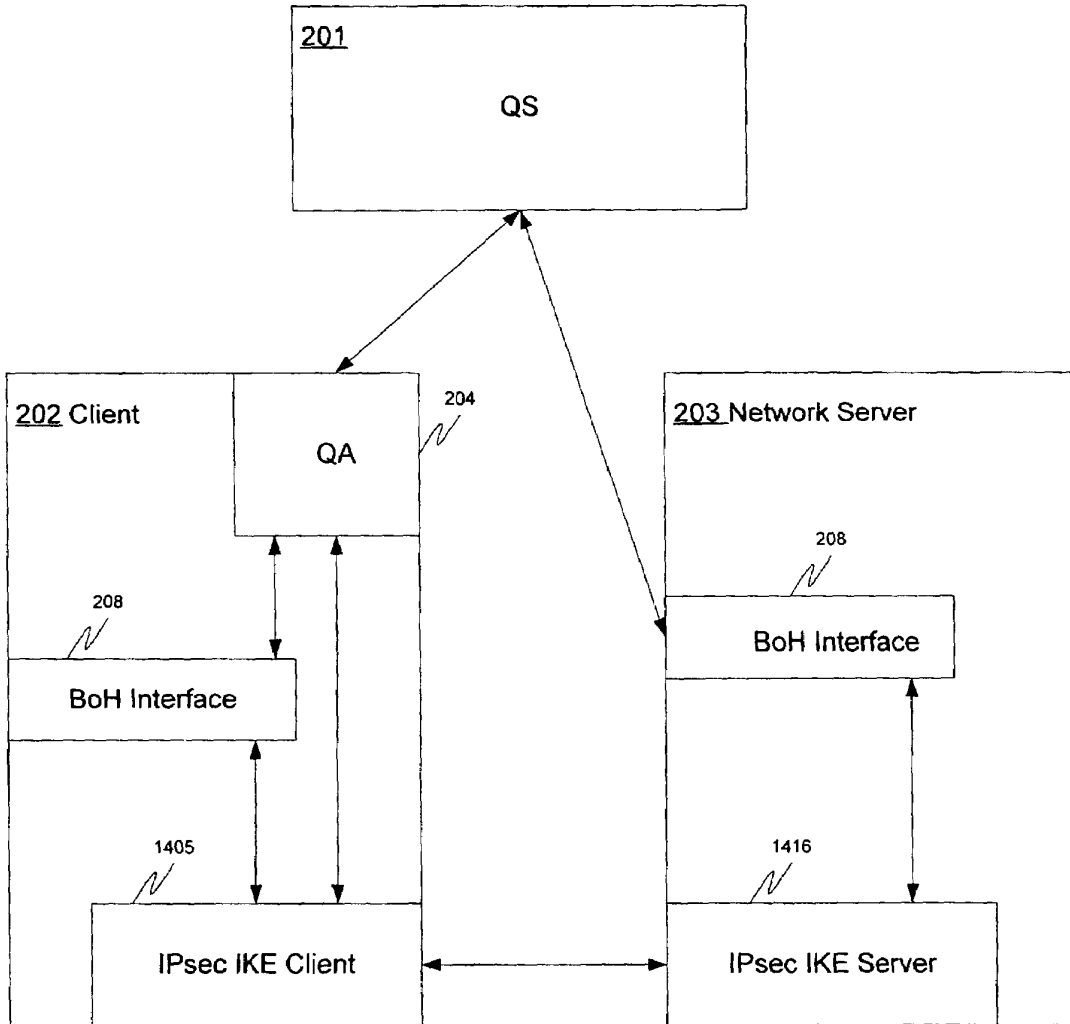 201
QS
202 Client
204
QA
203 Network Server
208
BoH Interface
208
BoH Interface
1405
IPsec IKE Client
1416
IPsec IKE Server